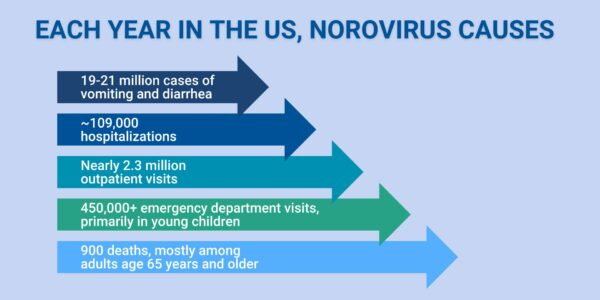 EACH YEAR IN THE US, NOROVIRUS CAUSES
19-21 million cases of
vomiting and diarrhea
~109,000
hospitalizations
Nearly 2.3 million
outpatient visits
450,000+ emergency department visits,
primarily in young children
900 deaths, mostly among
adults age 65 years and older